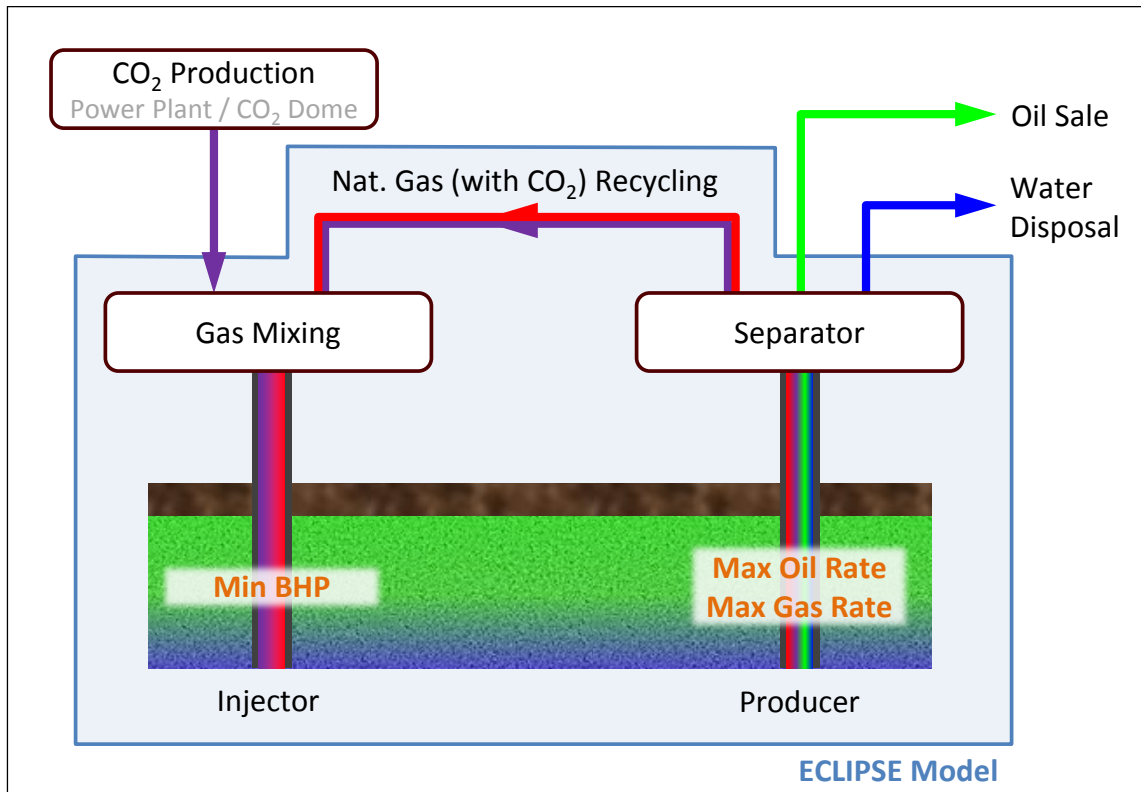 CO₂ Production
Power Plant / CO₂ Dome
Oil Sale
Nat. Gas (with CO₂) Recycling
Water
Disposal
Gas Mixing
Separator
Min BHP
Max Oil Rate
Max Gas Rate
Injector
Producer
ECLIPSE Model